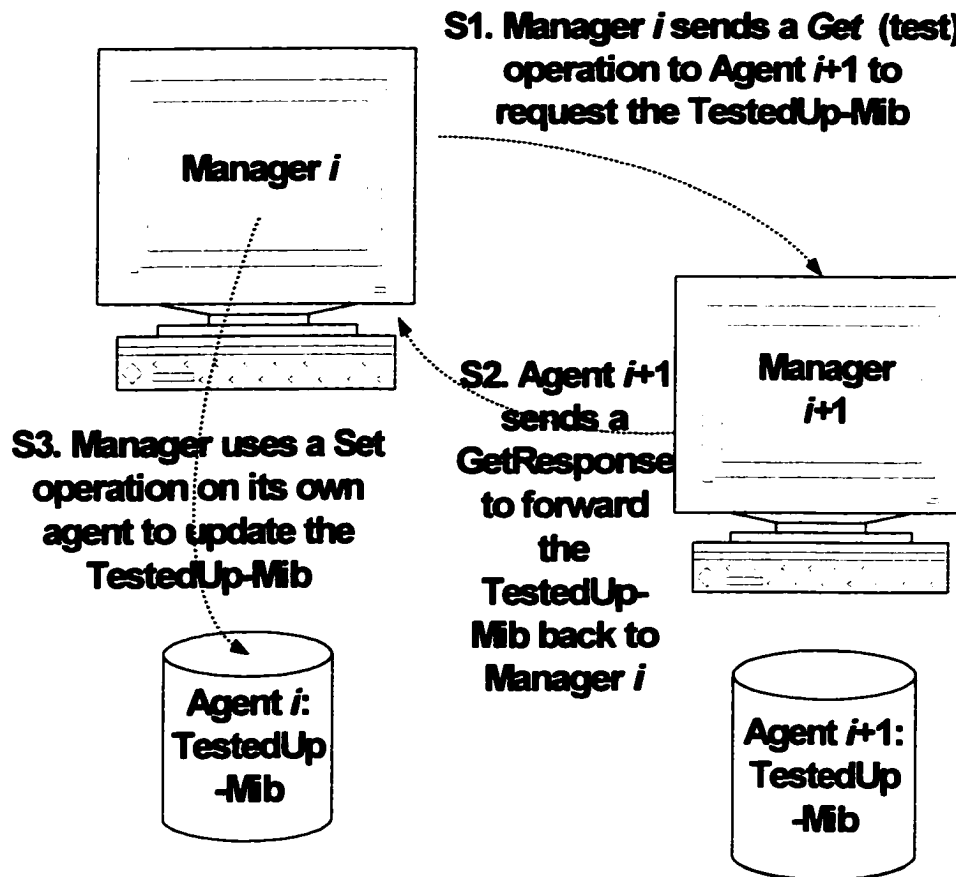 S1. Manager i sends a Get (test)
operation to Agent i+1 to
request the TestedUp-Mib
Manager i
Manager
i+1
S2. Agent i+1
sends a
GetResponse
to forward
the
TestedUp-
Mib back to
Manager i
S3. Manager uses a Set
operation on its own
agent to update the
TestedUp-Mib
Agent i:
TestedUp
-Mib
Agent i+1:
TestedUp
-Mib